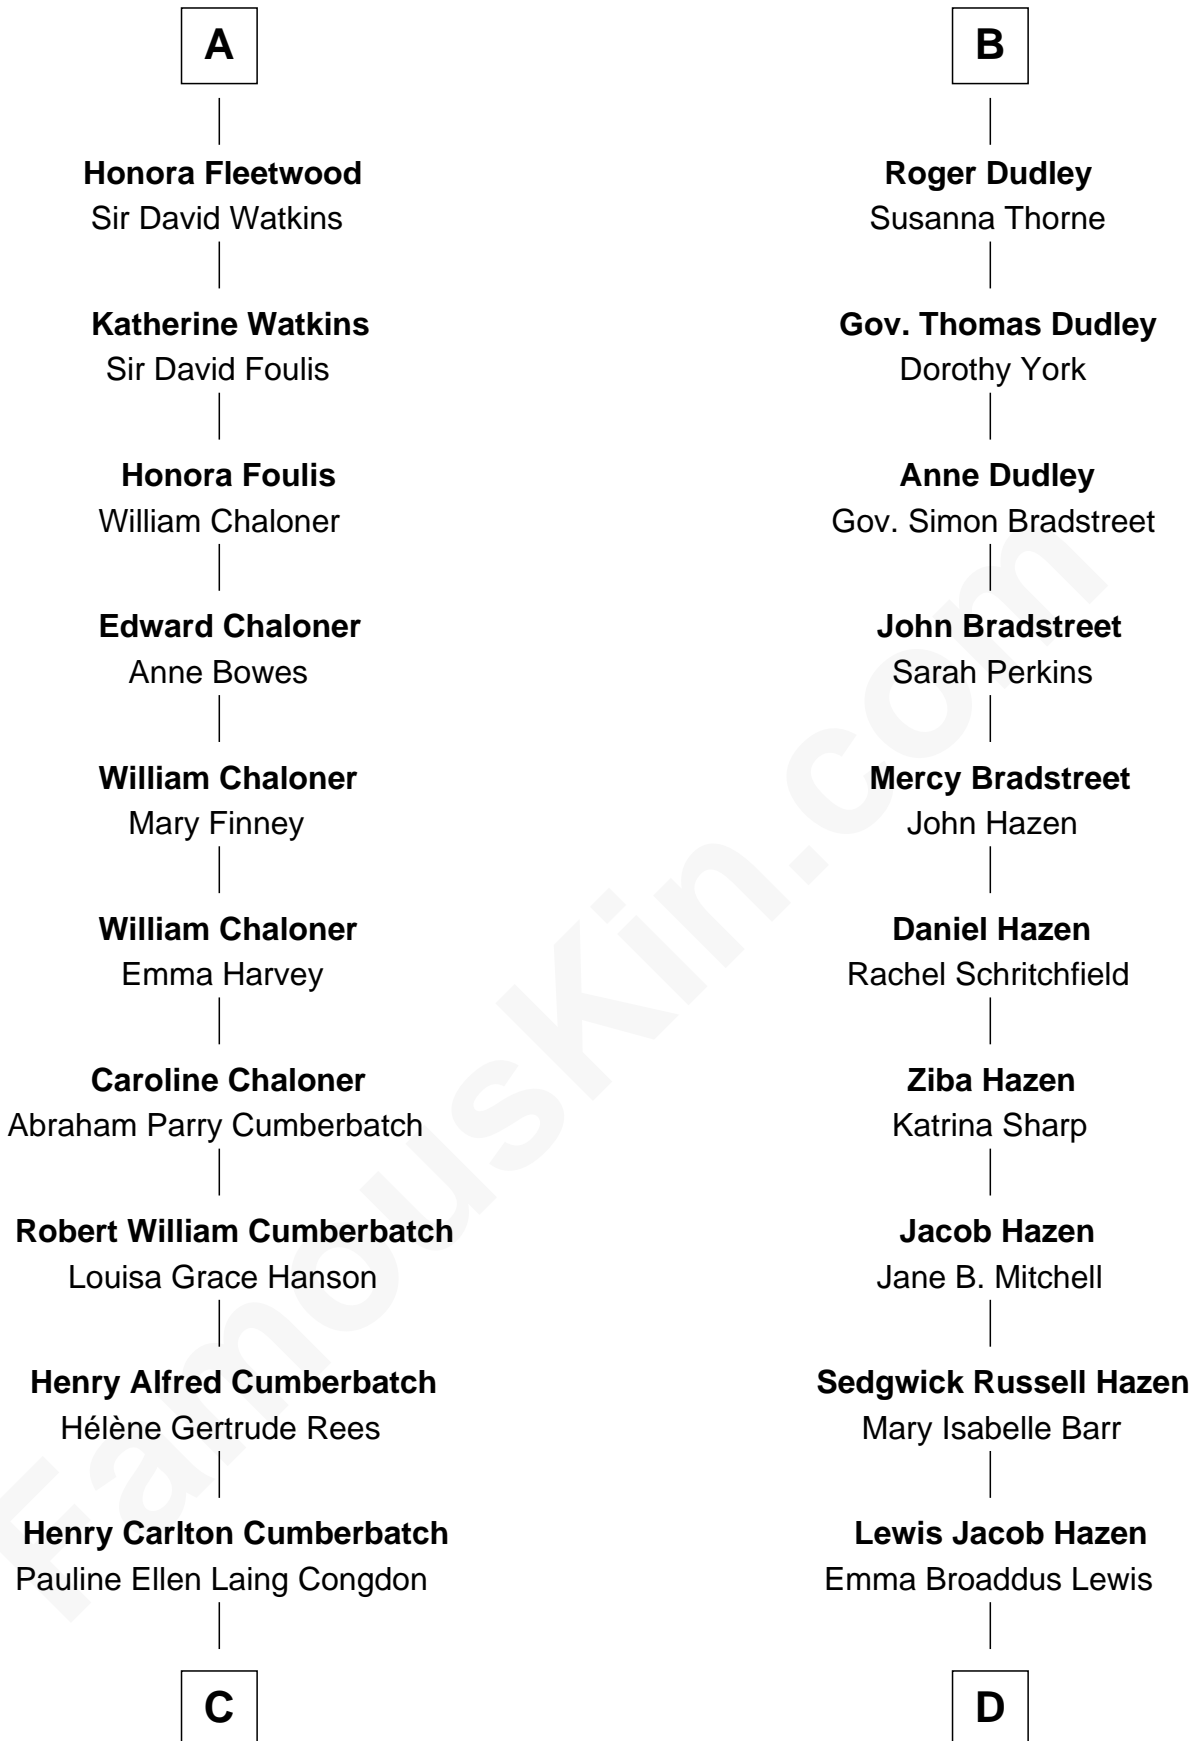 A
Honora Fleetwood
Sir David Watkins
Katherine Watkins
Sir David Foulis
Honora Foulis
William Chaloner
Edward Chaloner
Anne Bowes
William Chaloner
Mary Finney
William Chaloner
Emma Harvey
Caroline Chaloner
Abraham Parry Cumberbatch
Robert William Cumberbatch
Louisa Grace Hanson
Henry Alfred Cumberbatch
Hélène Gertrude Rees
Henry Carlton Cumberbatch
Pauline Ellen Laing Congdon
C
B
Roger Dudley
Susanna Thorne
Gov. Thomas Dudley
Dorothy York
Anne Dudley
Gov. Simon Bradstreet
John Bradstreet
Sarah Perkins
Mercy Bradstreet
John Hazen
Daniel Hazen
Rachel Schritchfield
Ziba Hazen
Katrina Sharp
Jacob Hazen
Jane B. Mitchell
Sedgwick Russell Hazen
Mary Isabelle Barr
Lewis Jacob Hazen
Emma Broaddus Lewis
D
FamousKin.com